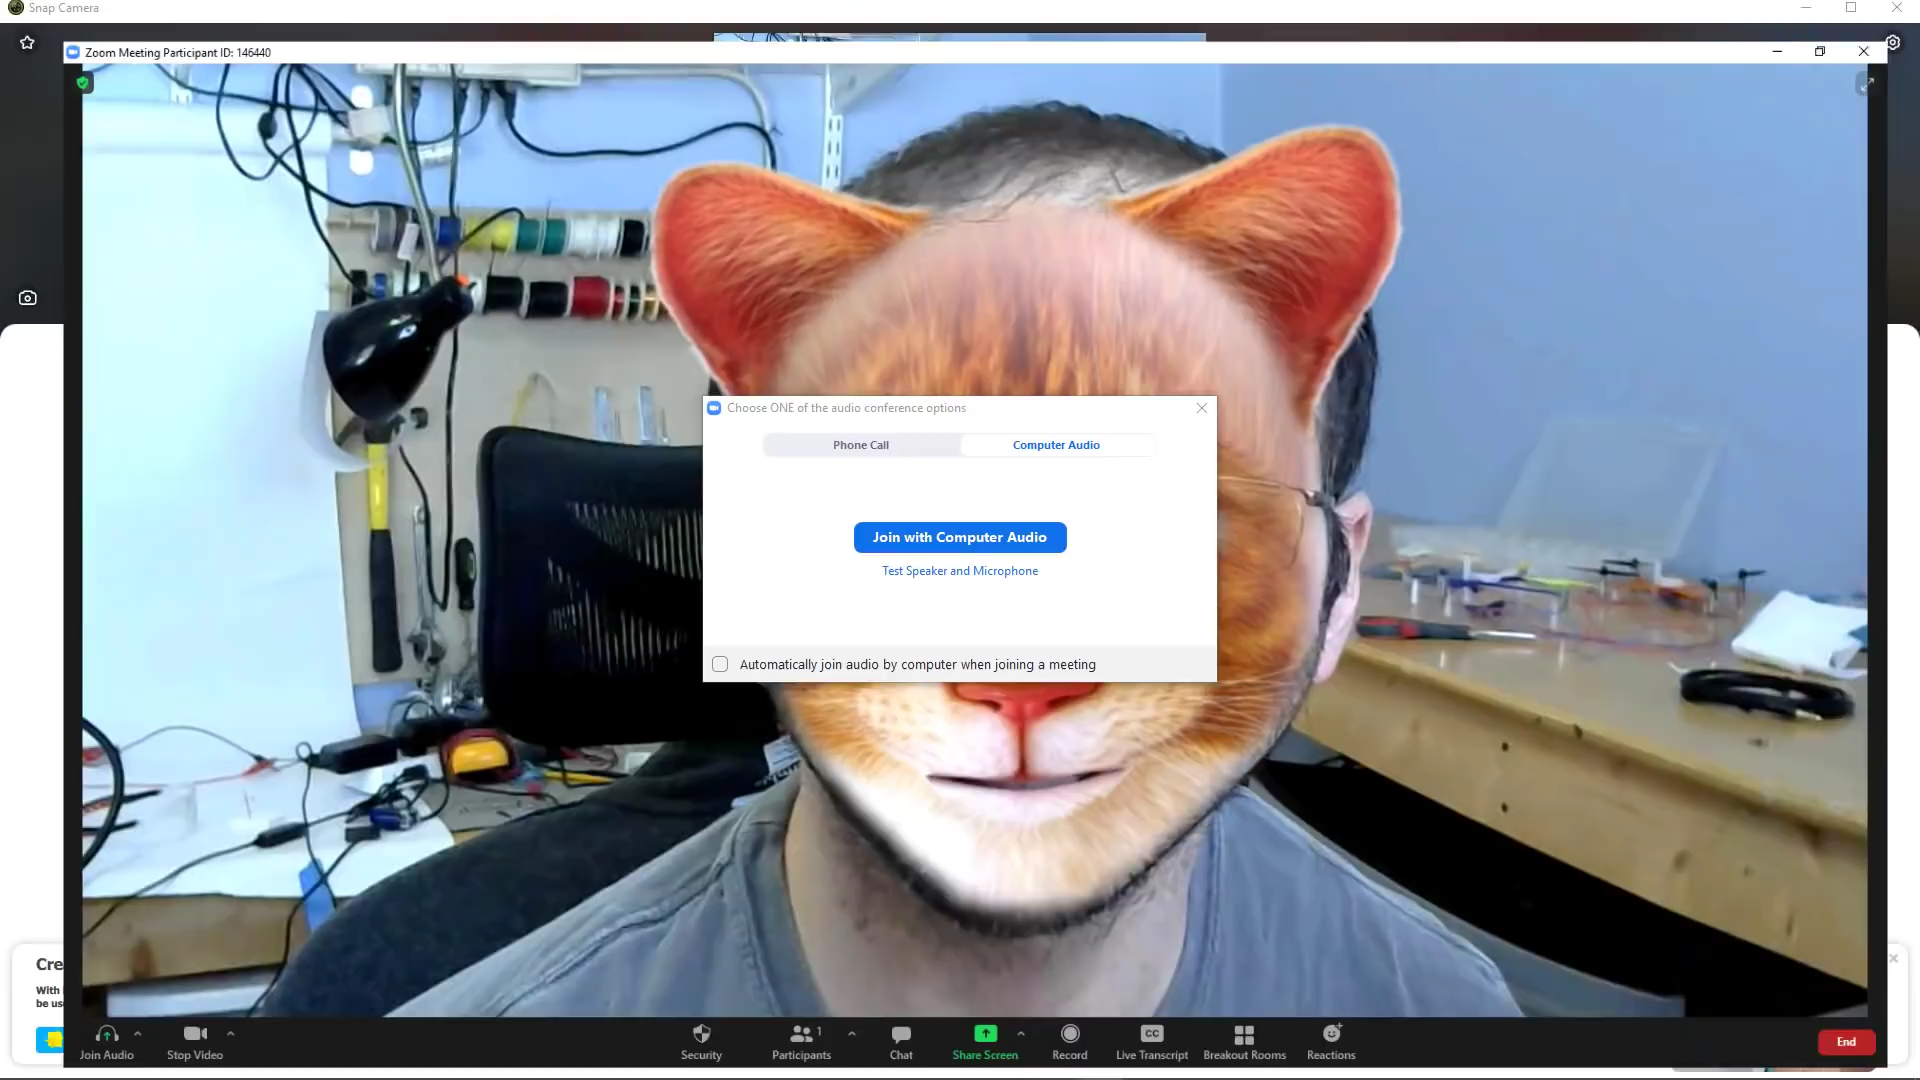 Snap Camera
Zoom Meeting Participant ID: 146440
Choose ONE of the audio conference options
Phone Call
Computer Audio
Join with Computer Audio
Test Speaker and Microphone
Automatically join audio by computer when joining a meeting
Cre
With
be us
Join Audio
Stop Video
Security
Participants
1
Chat
Share Screen
Record
CC
Live Transcript
Breakout Rooms
Reactions
End